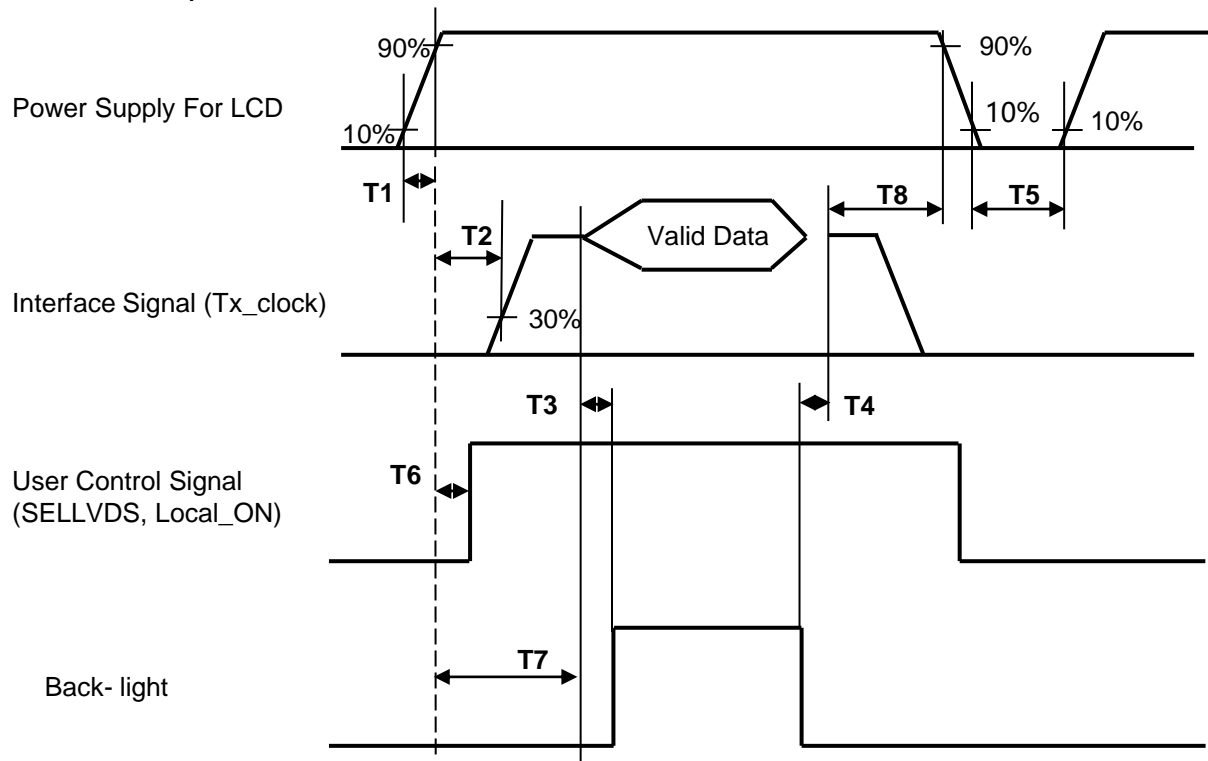 90%
90%
Power Supply For LCD
10%
10%
10%
T1
T8
T5
T2
Valid Data
Interface Signal (Tx_clock)
30%
T3
T4
T6
User Control Signal
(SELLVDS, Local_ON)
T7
Back- light